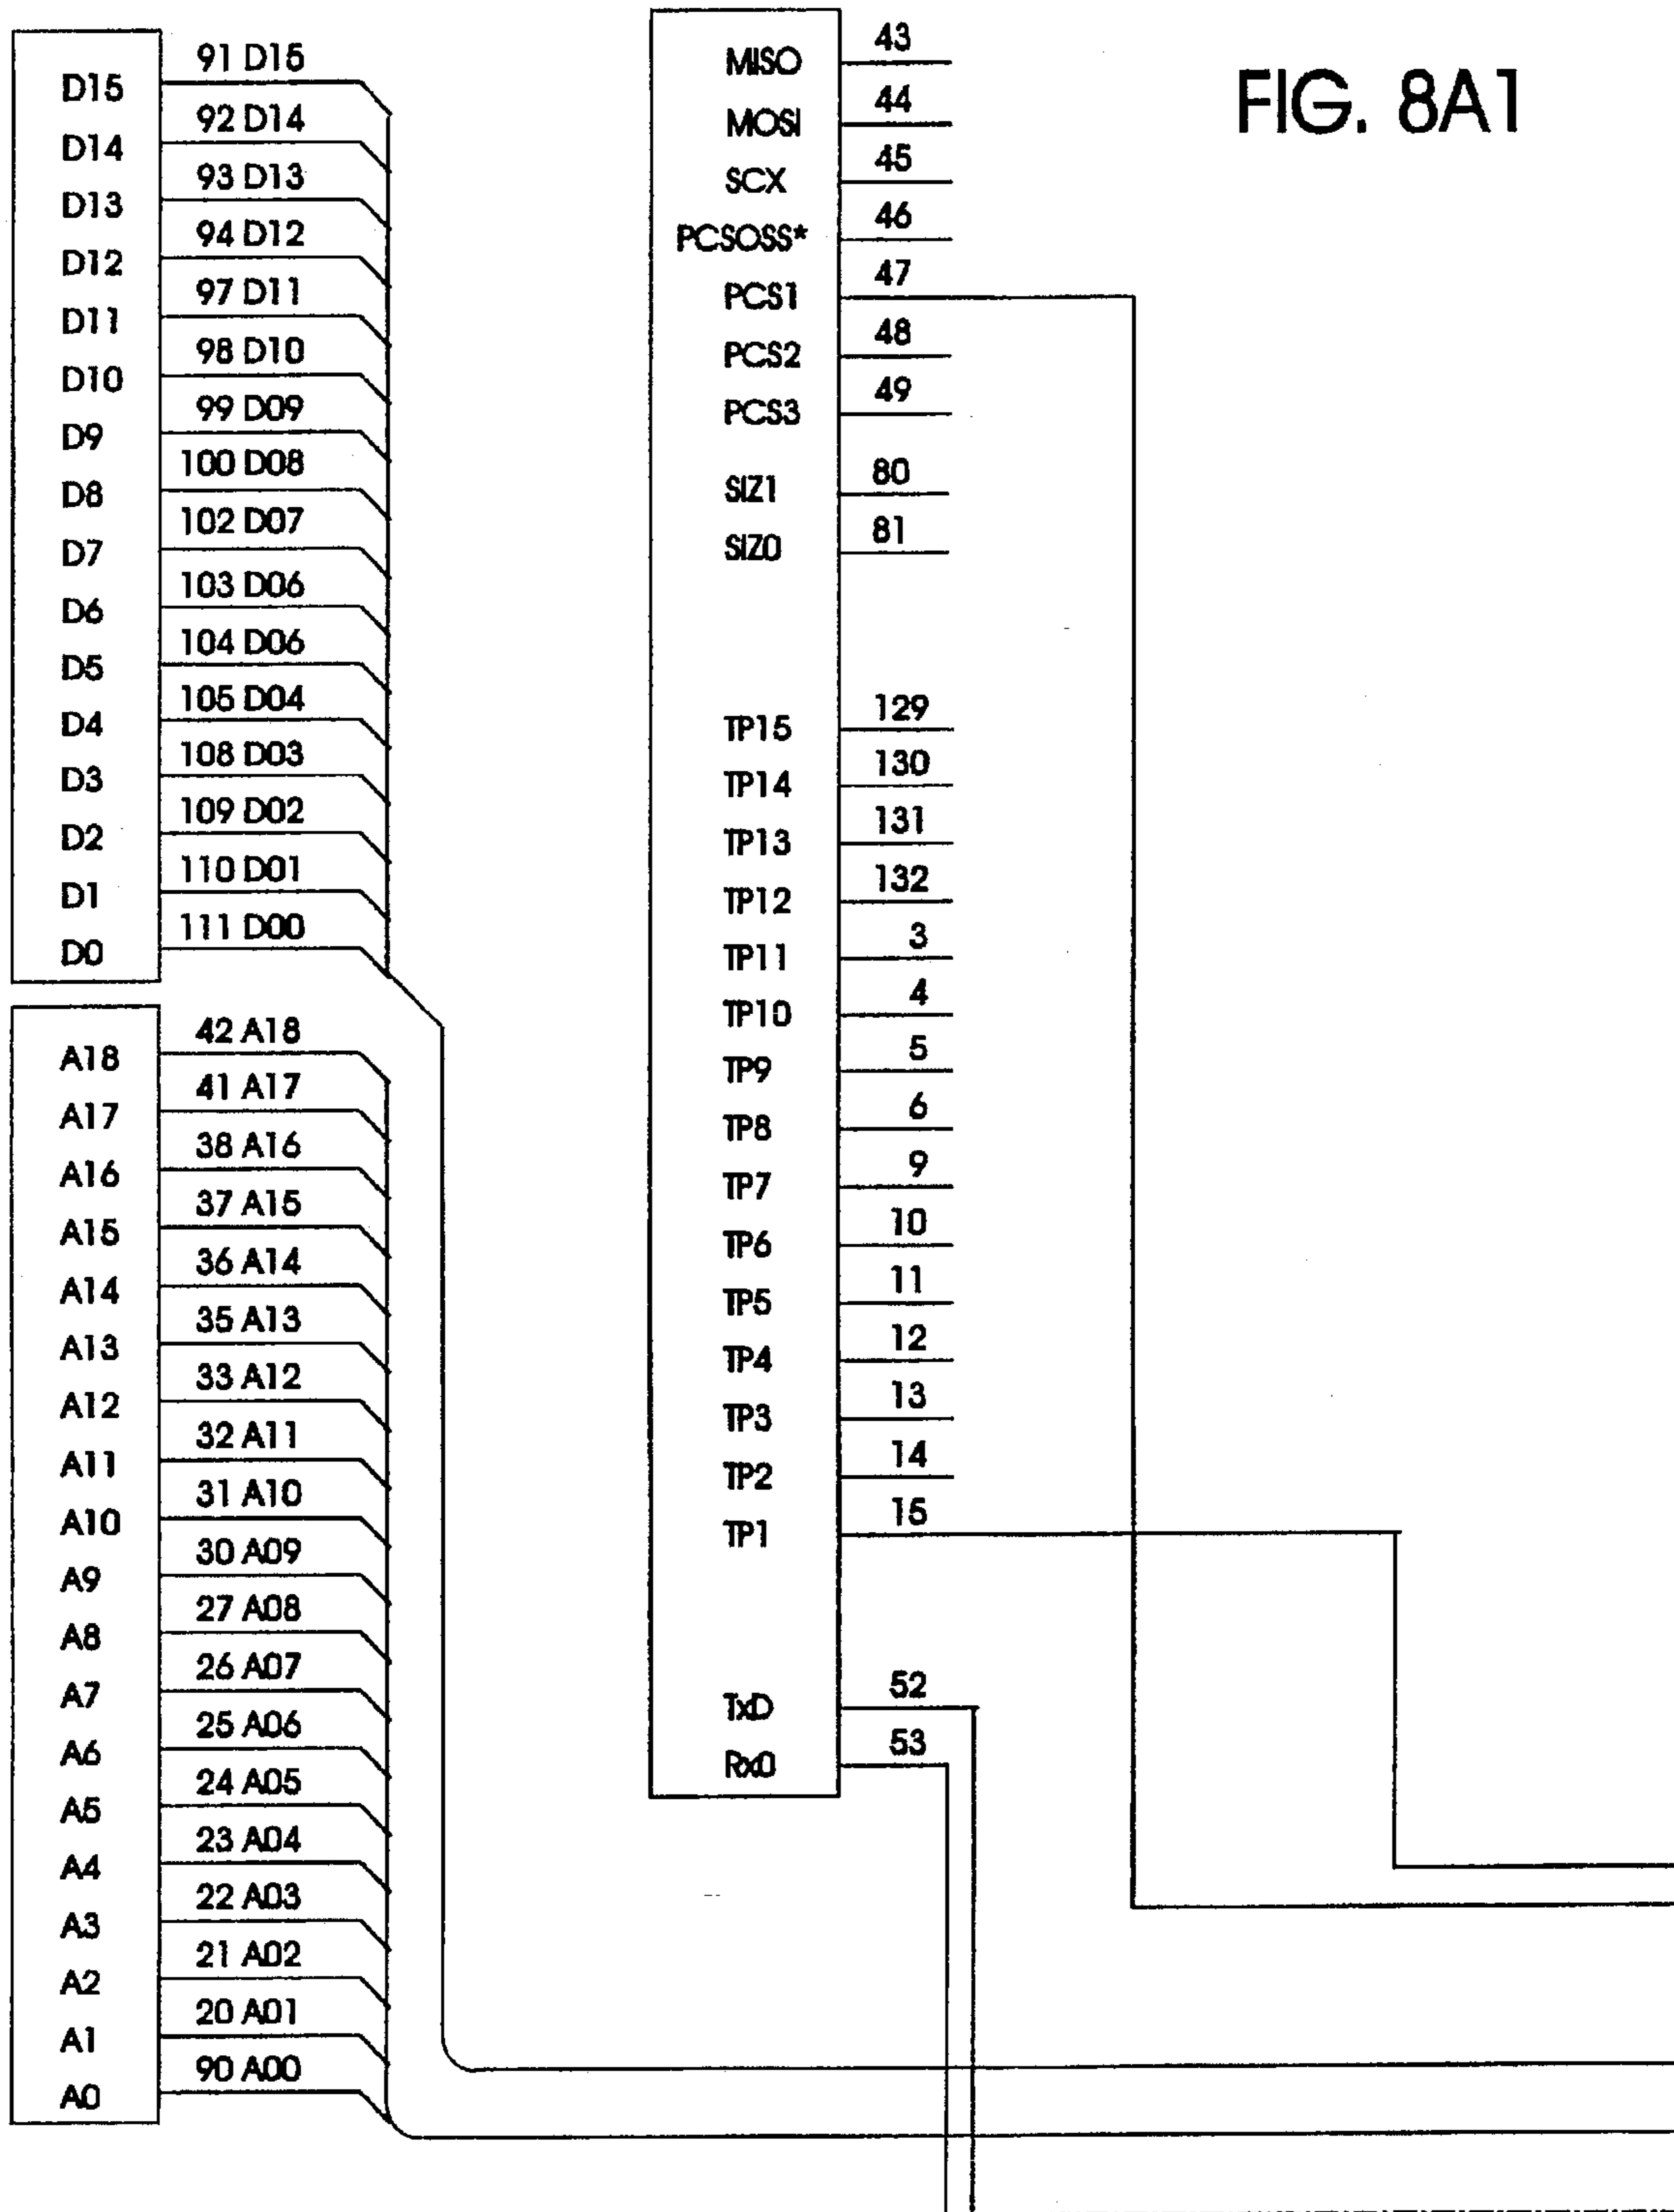 FIG. 8A1
D15 91 D15
D14 92 D14
D13 93 D13
D12 94 D12
D11 97 D11
D10 98 D10
D9 99 D09
D8 100 D08
D7 102 D07
D6 103 D06
D5 104 D06
D4 105 D04
D3 108 D03
D2 109 D02
D1 110 D01
D0 111 D00
A18 42 A18
A17 41 A17
A16 38 A16
A15 37 A15
A14 36 A14
A13 35 A13
A12 33 A12
A11 32 A11
A10 31 A10
A9 30 A09
A8 27 A08
A7 26 A07
A6 25 A06
A5 24 A05
A4 23 A04
A3 22 A03
A2 21 A02
A1 20 A01
A0 90 A00
MISO 43
MOSI 44
SCX 45
PCSOSS* 46
PCS1 47
PCS2 48
PCS3 49
SIZ1 80
SIZ0 81
TP15 129
TP14 130
TP13 131
TP12 132
TP11 3
TP10 4
TP9 5
TP8 6
TP7 9
TP6 10
TP5 11
TP4 12
TP3 13
TP2 14
TP1 15
TxD 52
Rx0 53